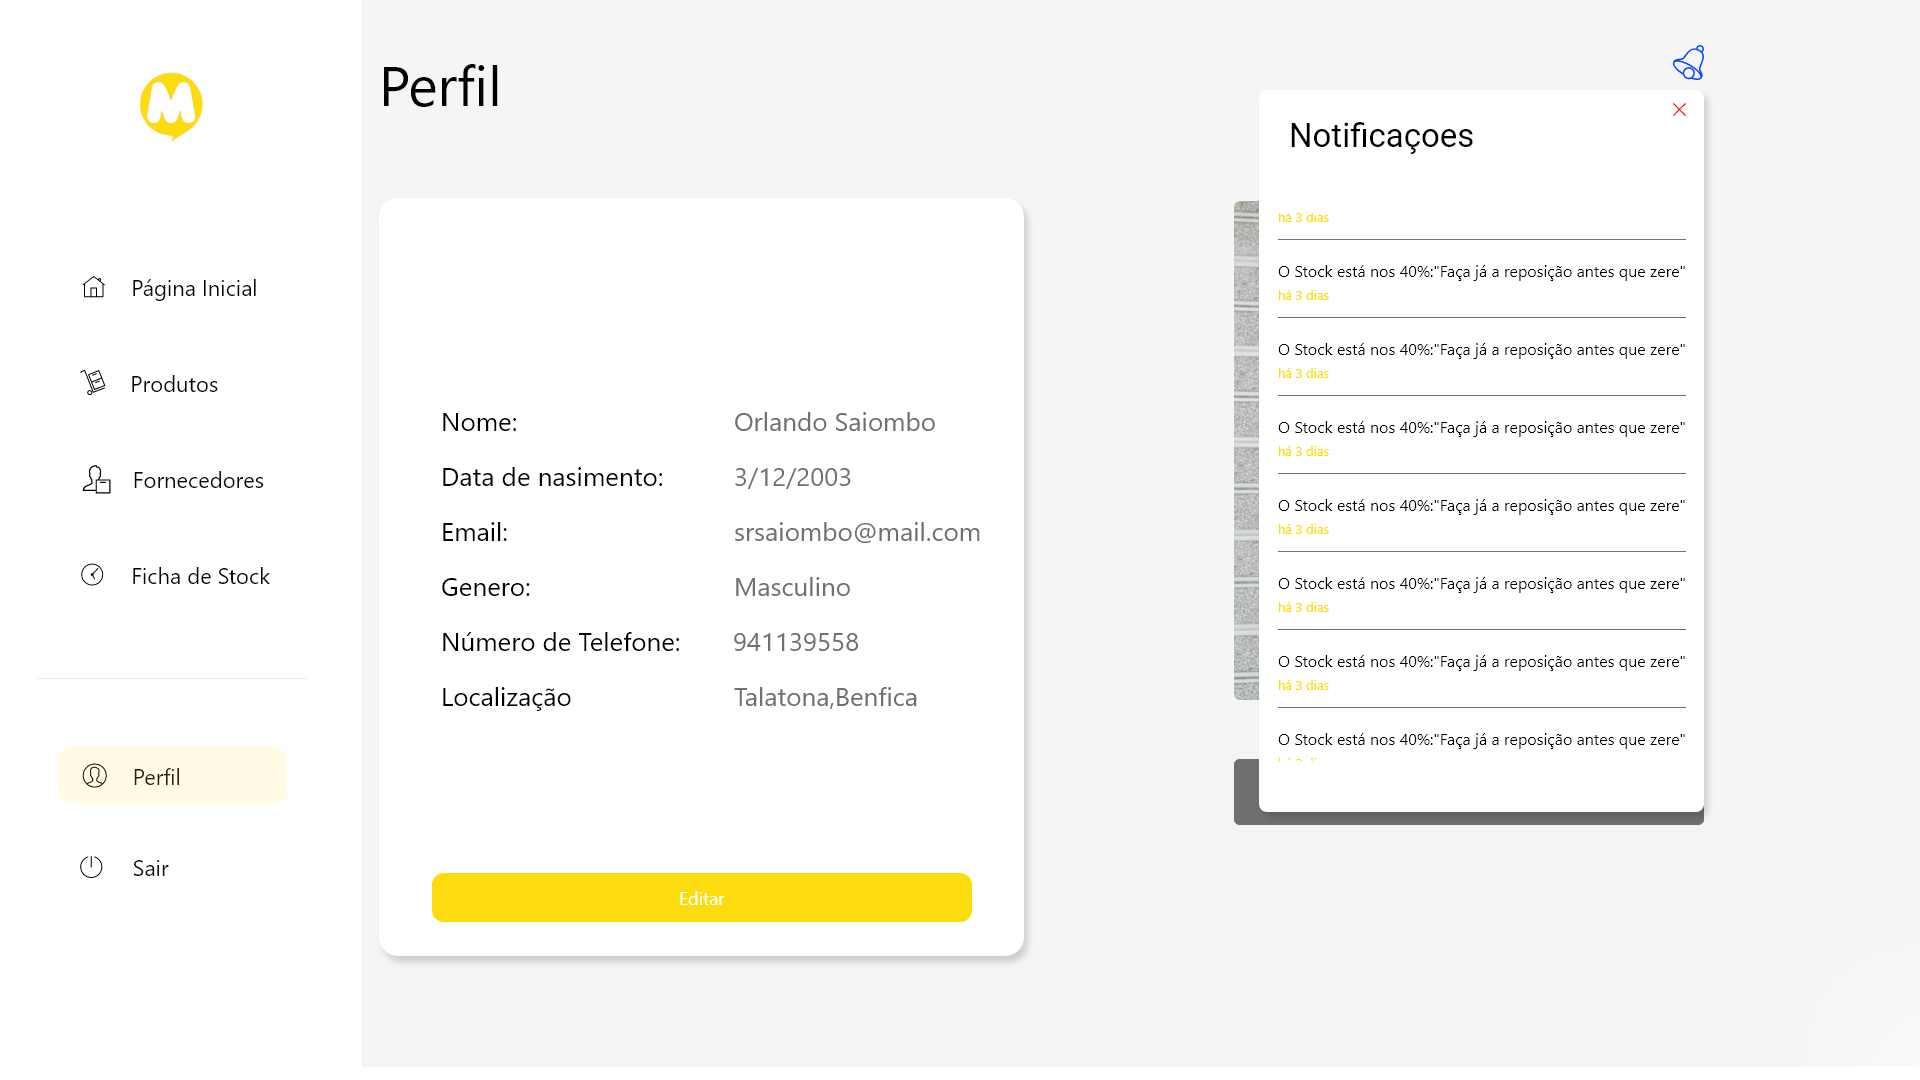 M
Página Inicial
Produtos
Fornecedores
Ficha de Stock
Perfil
Sair
Perfil
Nome: Orlando Saiombo
Data de nasimento: 3/12/2003
Email: srsaiombo@mail.com
Genero: Masculino
Número de Telefone: 941139558
Localização Talatona,Benfica
Editar
Notificaçoes
há 3 dias
O Stock está nos 40%:"Faça já a reposição antes que zere"
há 3 dias
O Stock está nos 40%:"Faça já a reposição antes que zere"
há 3 dias
O Stock está nos 40%:"Faça já a reposição antes que zere"
há 3 dias
O Stock está nos 40%:"Faça já a reposição antes que zere"
há 3 dias
O Stock está nos 40%:"Faça já a reposição antes que zere"
há 3 dias
O Stock está nos 40%:"Faça já a reposição antes que zere"
há 3 dias
O Stock está nos 40%:"Faça já a reposição antes que zere"